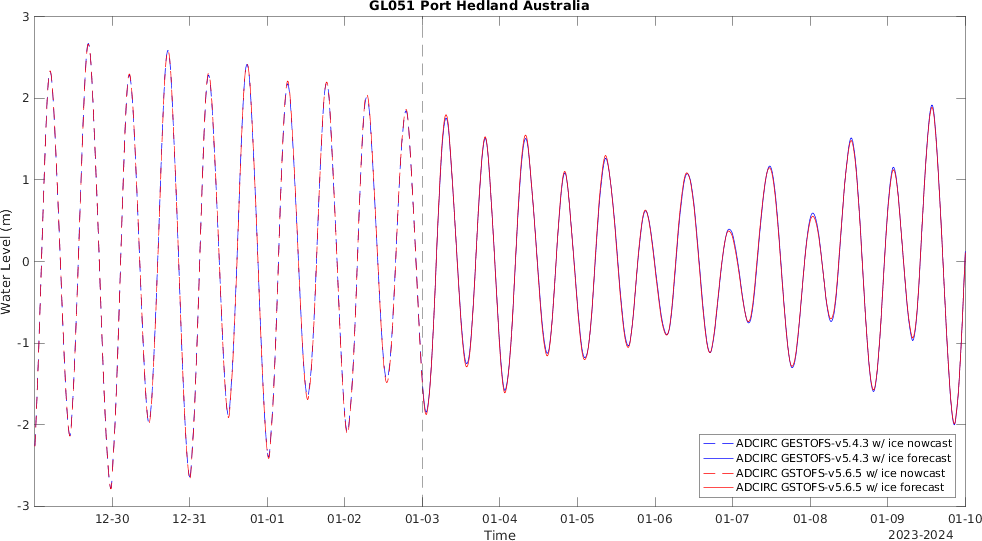 GL051 Port Hedland Australia
3
2
1
0
-1
-2
-3
Water Level (m)
ADCIRC GESTOFS-v5.4.3 w/ ice nowcast
ADCIRC GESTOFS-v5.4.3 w/ ice forecast
ADCIRC GSTOFS-v5.6.5 w/ ice nowcast
ADCIRC GSTOFS-v5.6.5 w/ ice forecast
12-30 12-31 01-01 01-02 01-03 01-04 01-05 01-06 01-07 01-08 01-09 01-10
Time
2023-2024